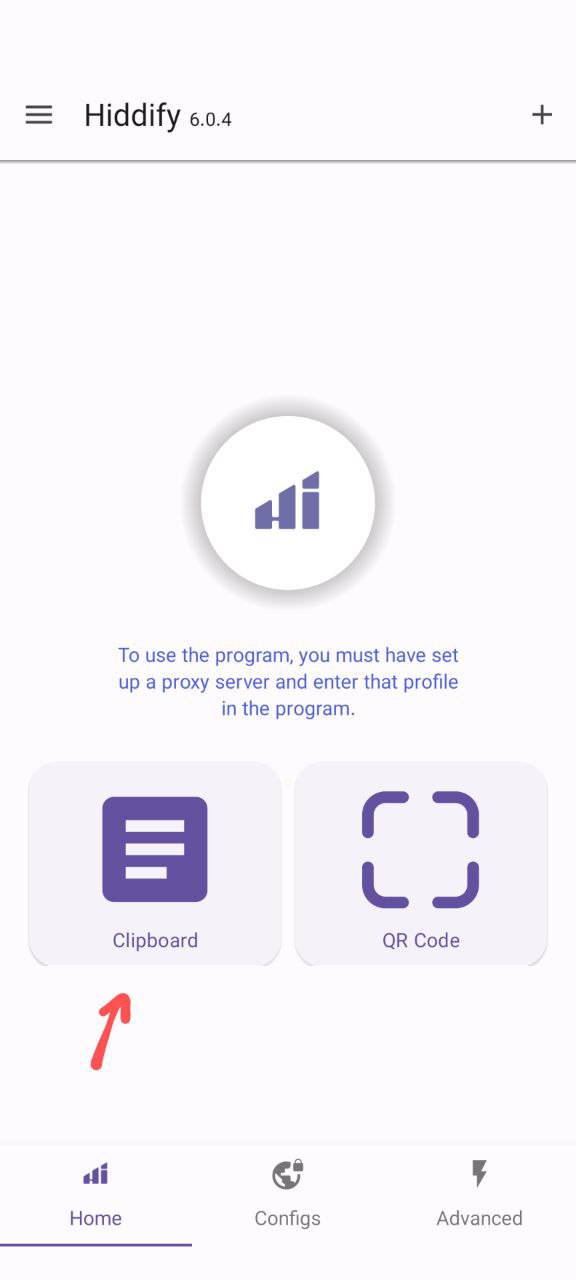 Hiddify 6.0.4
To use the program, you must have set
up a proxy server and enter that profile
in the program.
Clipboard
QR Code
Home
Configs
Advanced